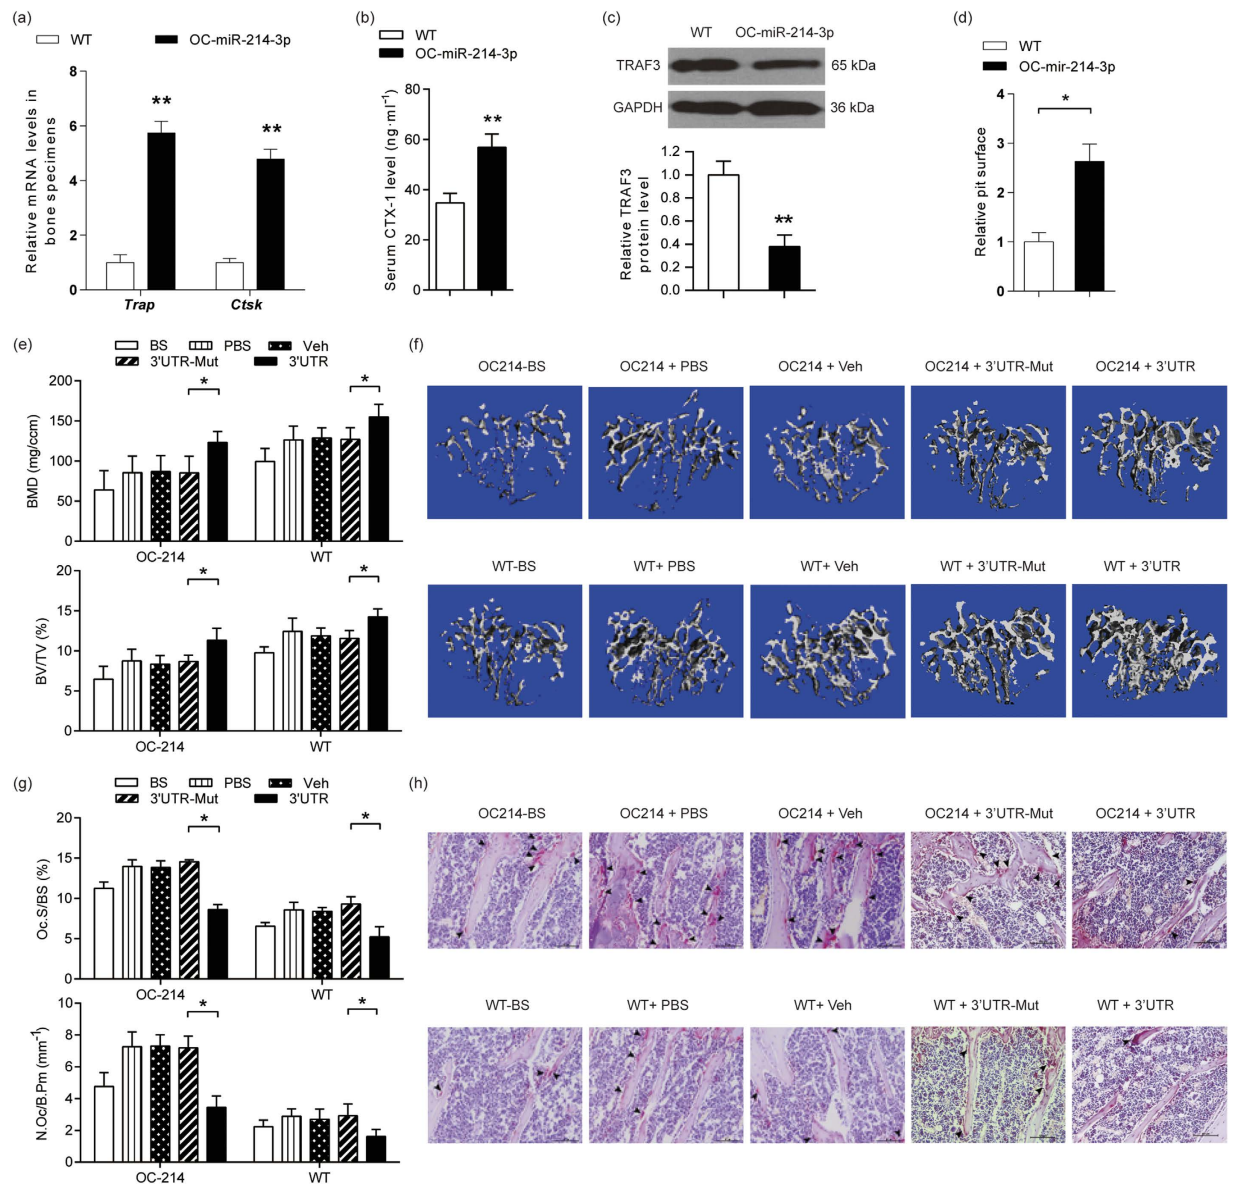 (a)
WT
OC-miR-214-3p
Relative mRNA levels in
bone specimens
8
6
4
2
0
**
**
Trap
Ctsk
(b)
WT
OC-miR-214-3p
Serum CTX-1 level (ng·ml⁻¹)
80
60
40
20
0
**
(c)
WT
OC-miR-214-3p
TRAF3
65 kDa
GAPDH
36 kDa
Relative TRAF3
protein level
1.2
1.2
1.0
0.8
0.6
0.4
0.2
0.0
**
(d)
WT
OC-mir-214-3p
Relative pit surface
4
3
2
1
0
*
(e)
BS
PBS
Veh
3'UTR-Mut
3'UTR
BMD (mg/ccm)
200
150
100
50
0
*
*
OC-214
WT
BV/TV (%)
20
15
10
5
0
*
*
OC-214
WT
(f)
OC214-BS
OC214 + PBS
OC214 + Veh
OC214 + 3'UTR-Mut
OC214 + 3'UTR
WT-BS
WT+ PBS
WT+ Veh
WT + 3'UTR-Mut
WT + 3'UTR
(g)
BS
PBS
Veh
3'UTR-Mut
3'UTR
Oc.S/BS (%)
20
15
10
5
0
*
*
OC-214
WT
N.Oc/B.Pm (mm⁻¹)
10
8
6
4
2
0
*
*
OC-214
WT
(h)
OC214-BS
OC214 + PBS
OC214 + Veh
OC214 + 3'UTR-Mut
OC214 + 3'UTR
WT-BS
WT+ PBS
WT+ Veh
WT + 3'UTR-Mut
WT + 3'UTR